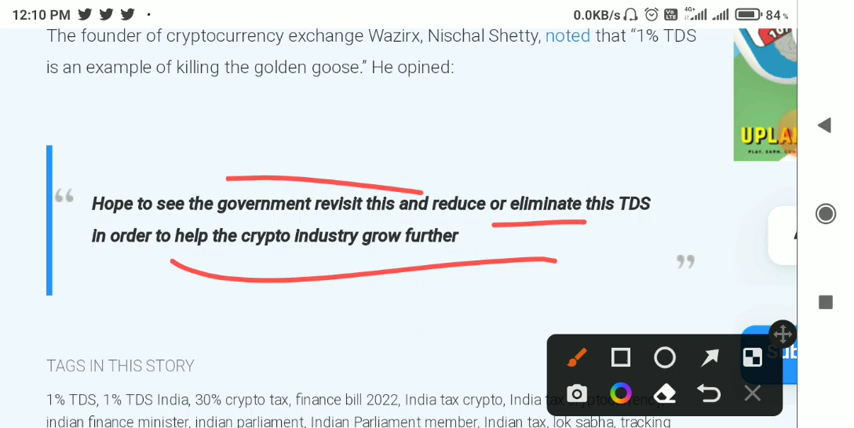 12:10 PM
0.0KB/s 4G+ 84%
The founder of cryptocurrency exchange Wazirx, Nischal Shetty, noted that “1% TDS
is an example of killing the golden goose.” He opined:
UPLA
“ Hope to see the government revisit this and reduce or eliminate this TDS
in order to help the crypto industry grow further ”
TAGS IN THIS STORY
1% TDS, 1% TDS India, 30% crypto tax, finance bill 2022, India tax crypto, India
indian finance minister, indian parliament, Indian Parliament member, Indian tax, lok sabha, tracking